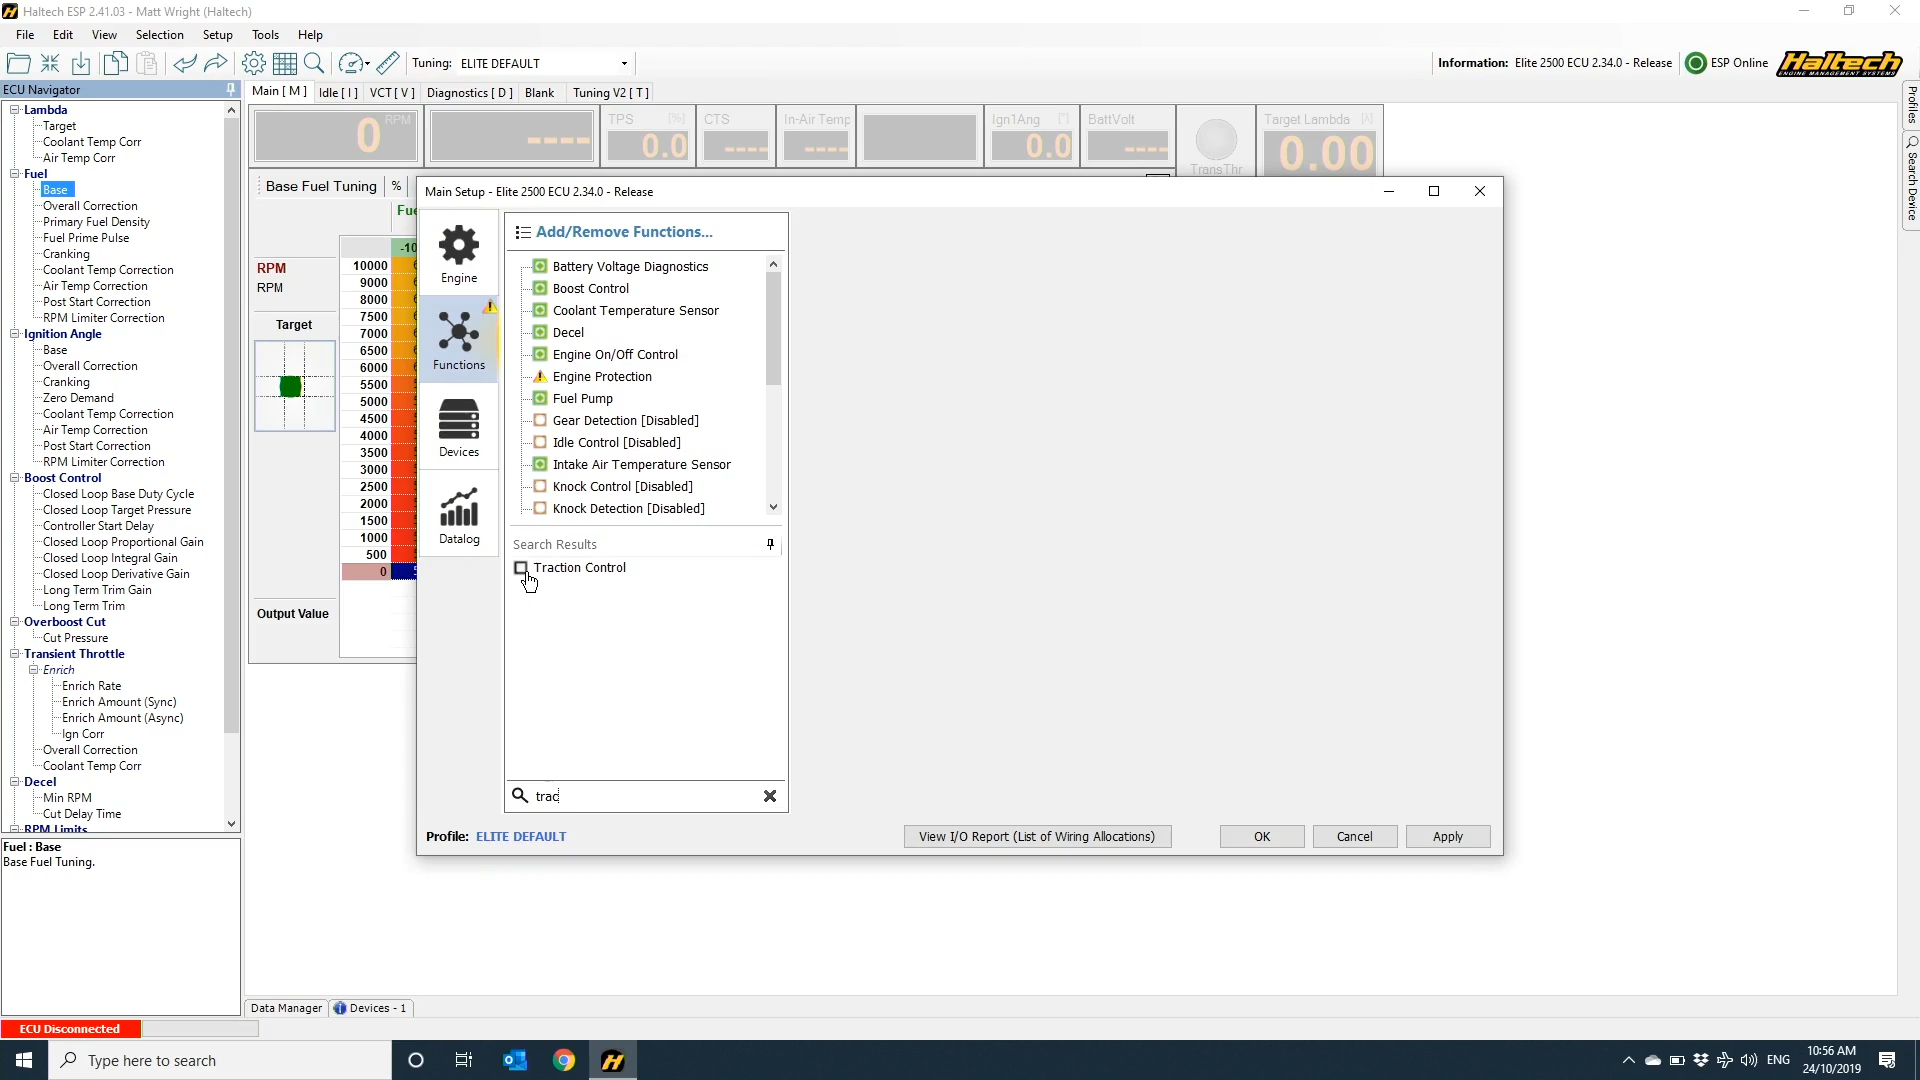 Haltech ESP 2.41.03 - Matt Wright (Haltech)
File Edit View Selection Setup Tools Help
Tuning: ELITE DEFAULT
Information: Elite 2500 ECU 2.34.0 - Release
ESP Online
Haltech
ENGINE MANAGEMENT SYSTEMS
ECU Navigator
Main [ M ] Idle [ I ] VCT [ V ] Diagnostics [ D ] Blank Tuning V2 [ T ]
Lambda
Target
Coolant Temp Corr
Air Temp Corr
Fuel
Base
Overall Correction
Primary Fuel Density
Fuel Prime Pulse
Cranking
Coolant Temp Correction
Air Temp Correction
Post Start Correction
RPM Limiter Correction
Ignition Angle
Base
Overall Correction
Cranking
Zero Demand
Coolant Temp Correction
Air Temp Correction
Post Start Correction
RPM Limiter Correction
Boost Control
Closed Loop Base Duty Cycle
Closed Loop Target Pressure
Controller Start Delay
Closed Loop Proportional Gain
Closed Loop Integral Gain
Closed Loop Derivative Gain
Long Term Trim Gain
Long Term Trim
Overboost Cut
Cut Pressure
Transient Throttle
Enrich
Enrich Rate
Enrich Amount (Sync)
Enrich Amount (Async)
Ign Corr
Overall Correction
Coolant Temp Corr
Decel
Min RPM
Cut Delay Time
RPM Limits
Fuel : Base
Base Fuel Tuning.
ECU Disconnected
0 RPM
----
TPS [%]
0.0
CTS
----
In-Air Temp
----
Ign1Ang [°]
0.0
BattVolt
----
TransThr
Target Lambda [λ]
0.00
Base Fuel Tuning %
Fue
-10
RPM
RPM
Target
Output Value
10000
9000
8000
7500
7000
6500
6000
5500
5000
4500
4000
3500
3000
2500
2000
1500
1000
500
0
Main Setup - Elite 2500 ECU 2.34.0 - Release
Engine
Functions
Devices
Datalog
Add/Remove Functions...
Battery Voltage Diagnostics
Boost Control
Coolant Temperature Sensor
Decel
Engine On/Off Control
Engine Protection
Fuel Pump
Gear Detection [Disabled]
Idle Control [Disabled]
Intake Air Temperature Sensor
Knock Control [Disabled]
Knock Detection [Disabled]
Search Results
Traction Control
trac
Profile: ELITE DEFAULT
View I/O Report (List of Wiring Allocations)
OK
Cancel
Apply
Profiles
Search Device
Data Manager
Devices - 1
Type here to search
ENG
10:56 AM
24/10/2019